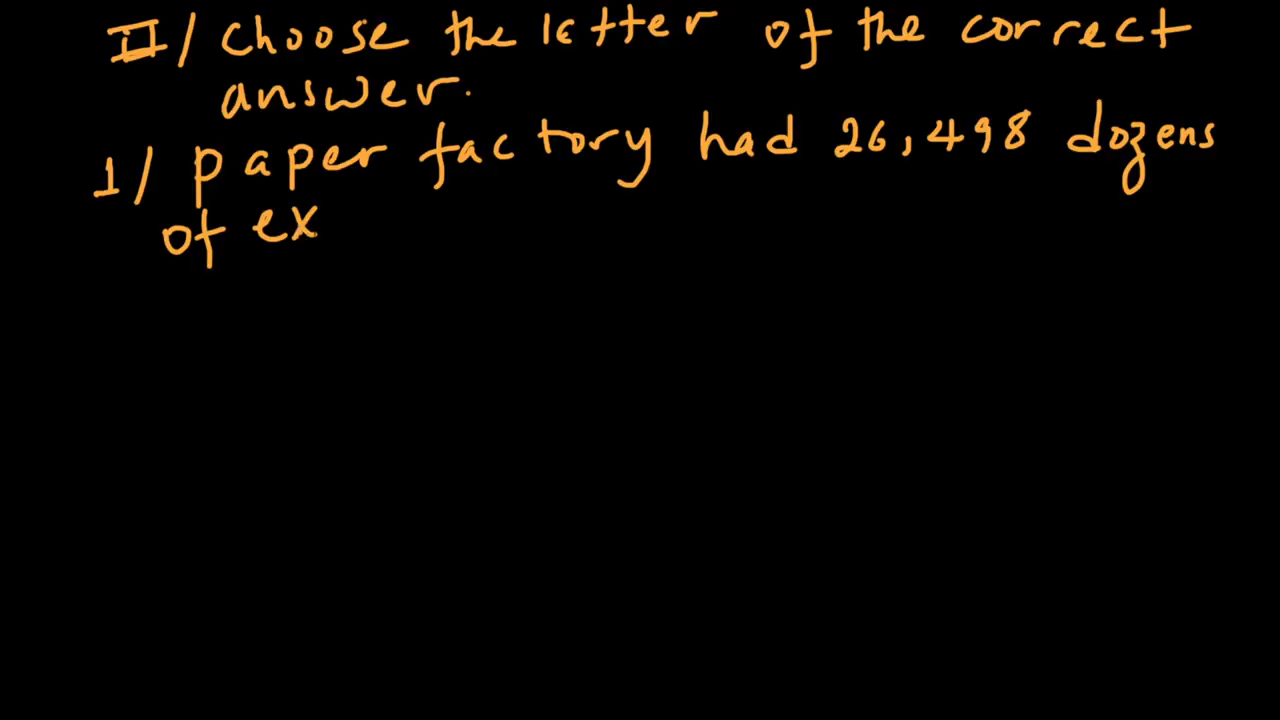 II/ choose the letter of the correct
answer.
1/ paper factory had 26,498 dozens
of ex